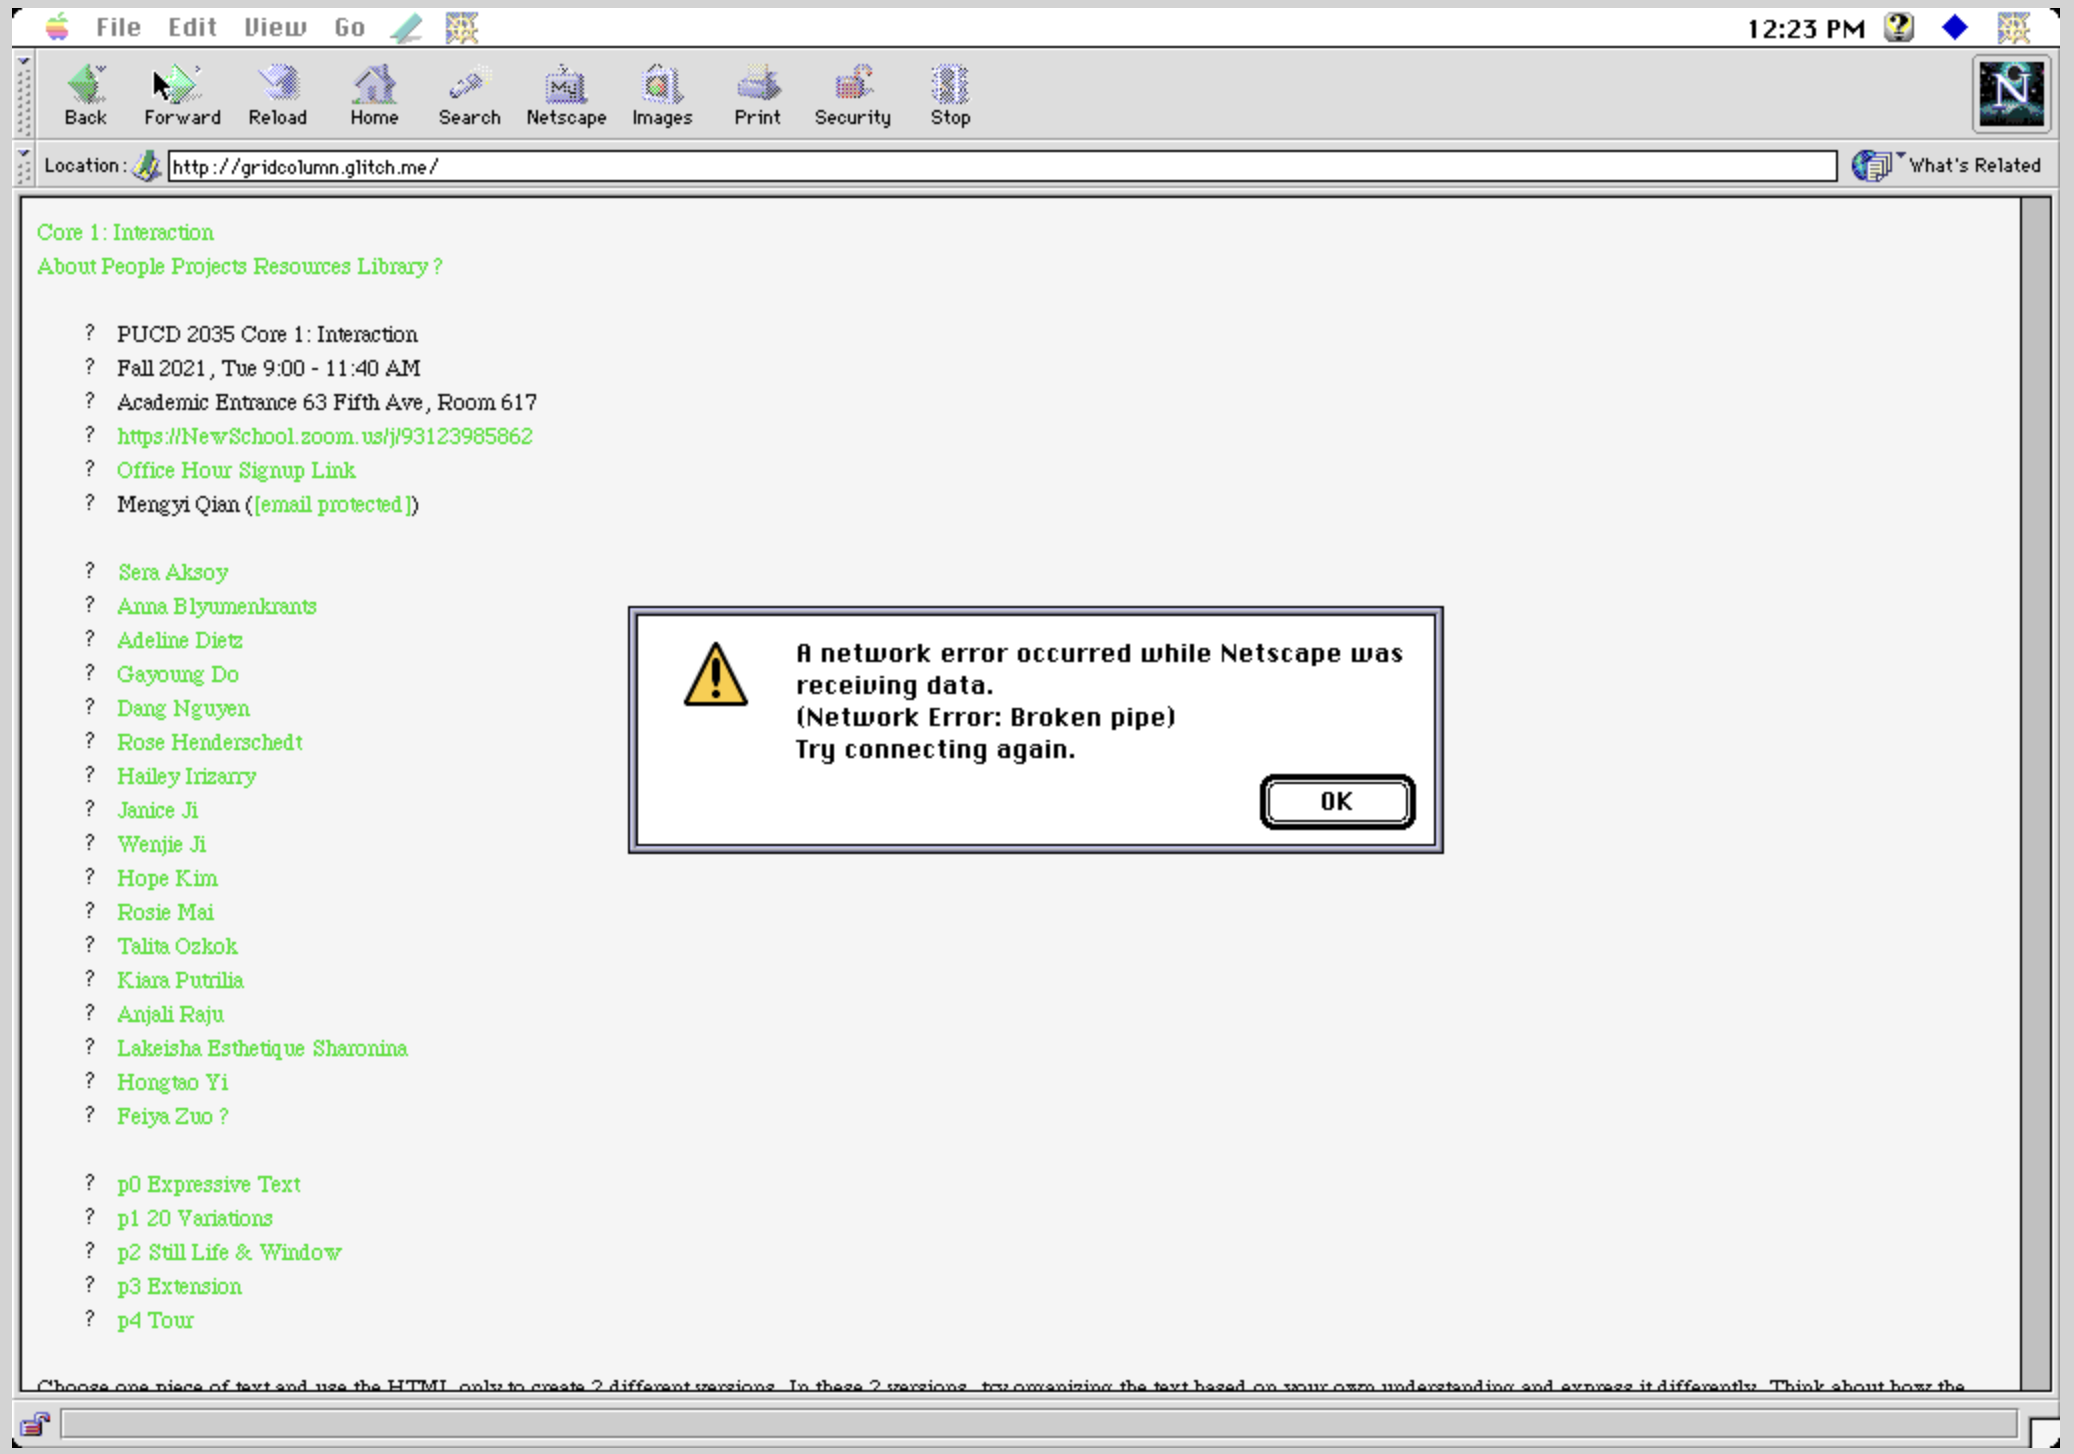 File Edit View Go 12:23 PM
Back Forward Reload Home Search Netscape Images Print Security Stop
Location: http://gridcolumn.glitch.me/ What's Related
Core 1: Interaction
About People Projects Resources Library ?
? PUCD 2035 Core 1: Interaction
? Fall 2021, Tue 9:00 - 11:40 AM
? Academic Entrance 63 Fifth Ave, Room 617
? https://NewSchool.zoom.us/j/93123985862
? Office Hour Signup Link
? Mengyi Qian ([email protected])
? Sera Aksoy
? Anna Blyumenkrants
? Adeline Dietz
? Gayoung Do
? Dang Nguyen
? Rose Henderschedt
? Hailey Irizarry
? Janice Ji
? Wenjie Ji
? Hope Kim
? Rosie Mai
? Talita Ozkok
? Kiara Putrilia
? Anjali Raju
? Lakeisha Esthetique Sharonina
? Hongtao Yi
? Feiya Zuo ?
? p0 Expressive Text
? p1 20 Variations
? p2 Still Life & Window
? p3 Extension
? p4 Tour
Choose one piece of text and use the HTML only to create 2 different versions. In these 2 versions, try organizing the text based on your own understanding and express it differently. Think about how the
A network error occurred while Netscape was
receiving data.
(Network Error: Broken pipe)
Try connecting again.
OK